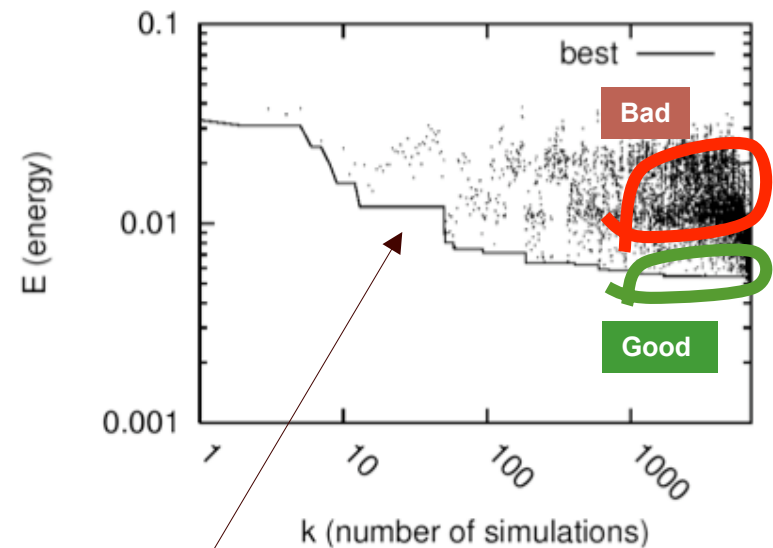 0.1
best
Bad
E (energy)
0.01
Good
0.001
1
10
100
1000
k (number of simulations)